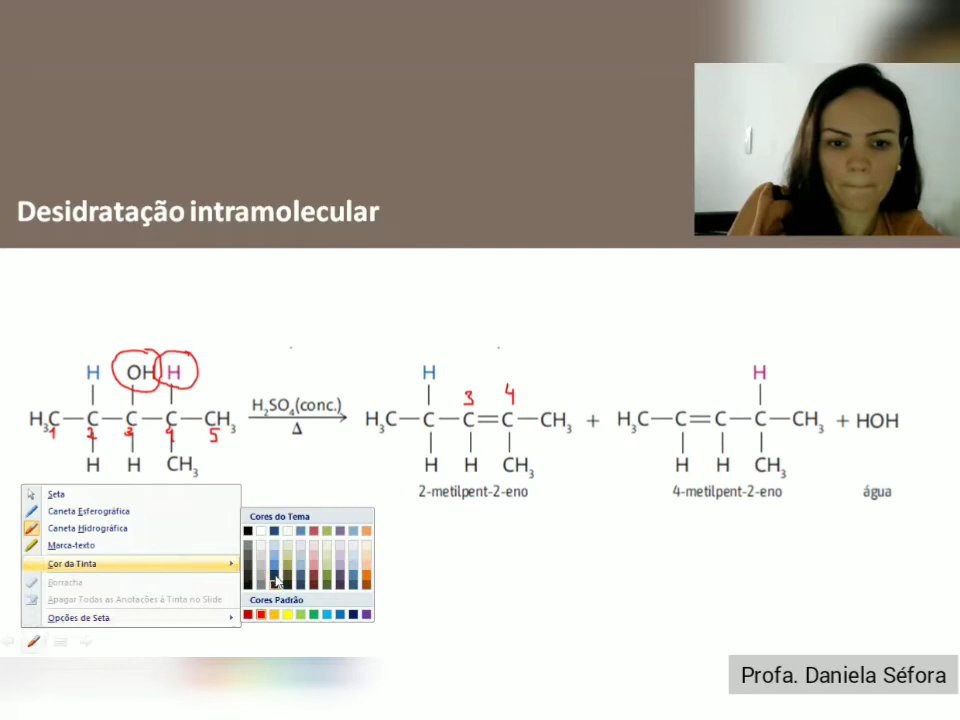 Desidratação intramolecular
H OH H
H₃C—C—C—C—CH₃
1 2 3 4 5
H H CH₃
H₂SO₄(conc.)
Δ
H
3 4
H₃C—C—C=C—CH₃
H H CH₃
2-metilpent-2-eno
+
H
H₃C—C=C—C—CH₃
H H CH₃
4-metilpent-2-eno
+ HOH
água
Seta
Caneta Esferográfica
Caneta Hidrográfica
Marca-texto
Cor da Tinta
Borracha
Apagar Todas as Anotações à Tinta no Slide
Opções de Seta
Cores do Tema
Cores Padrão
Profa. Daniela Séfora